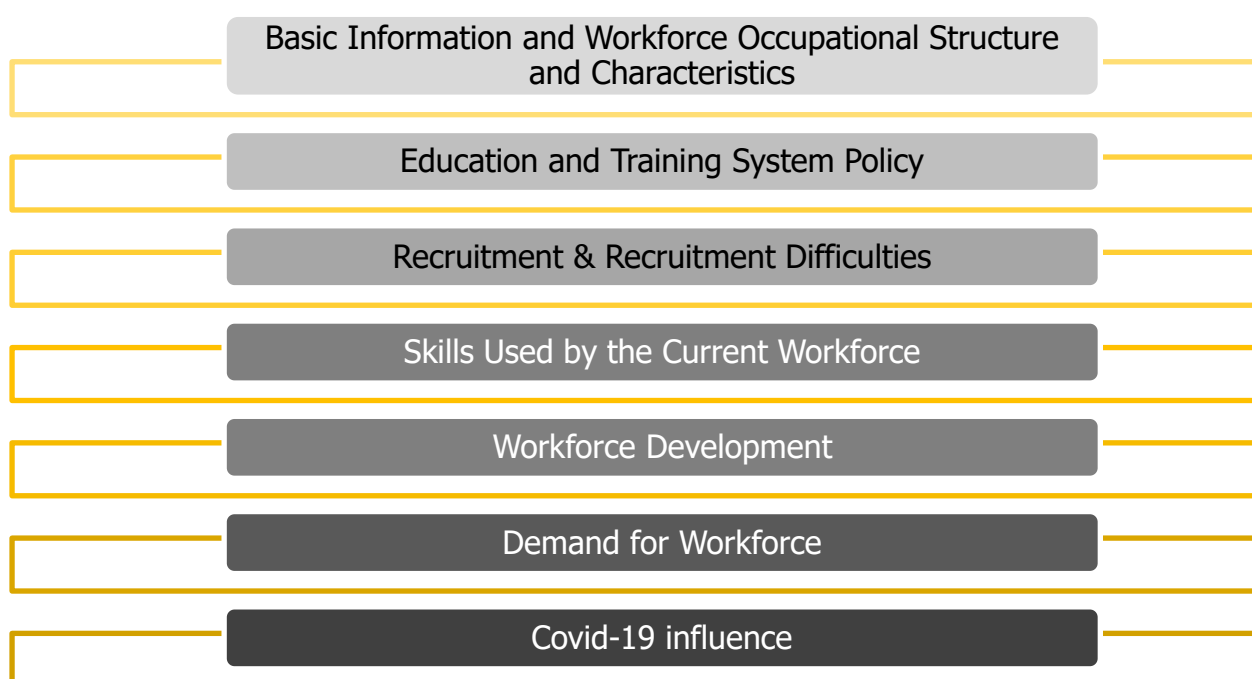 Basic Information and Workforce Occupational Structure
and Characteristics
Education and Training System Policy
Recruitment & Recruitment Difficulties
Skills Used by the Current Workforce
Workforce Development
Demand for Workforce
Covid-19 influence